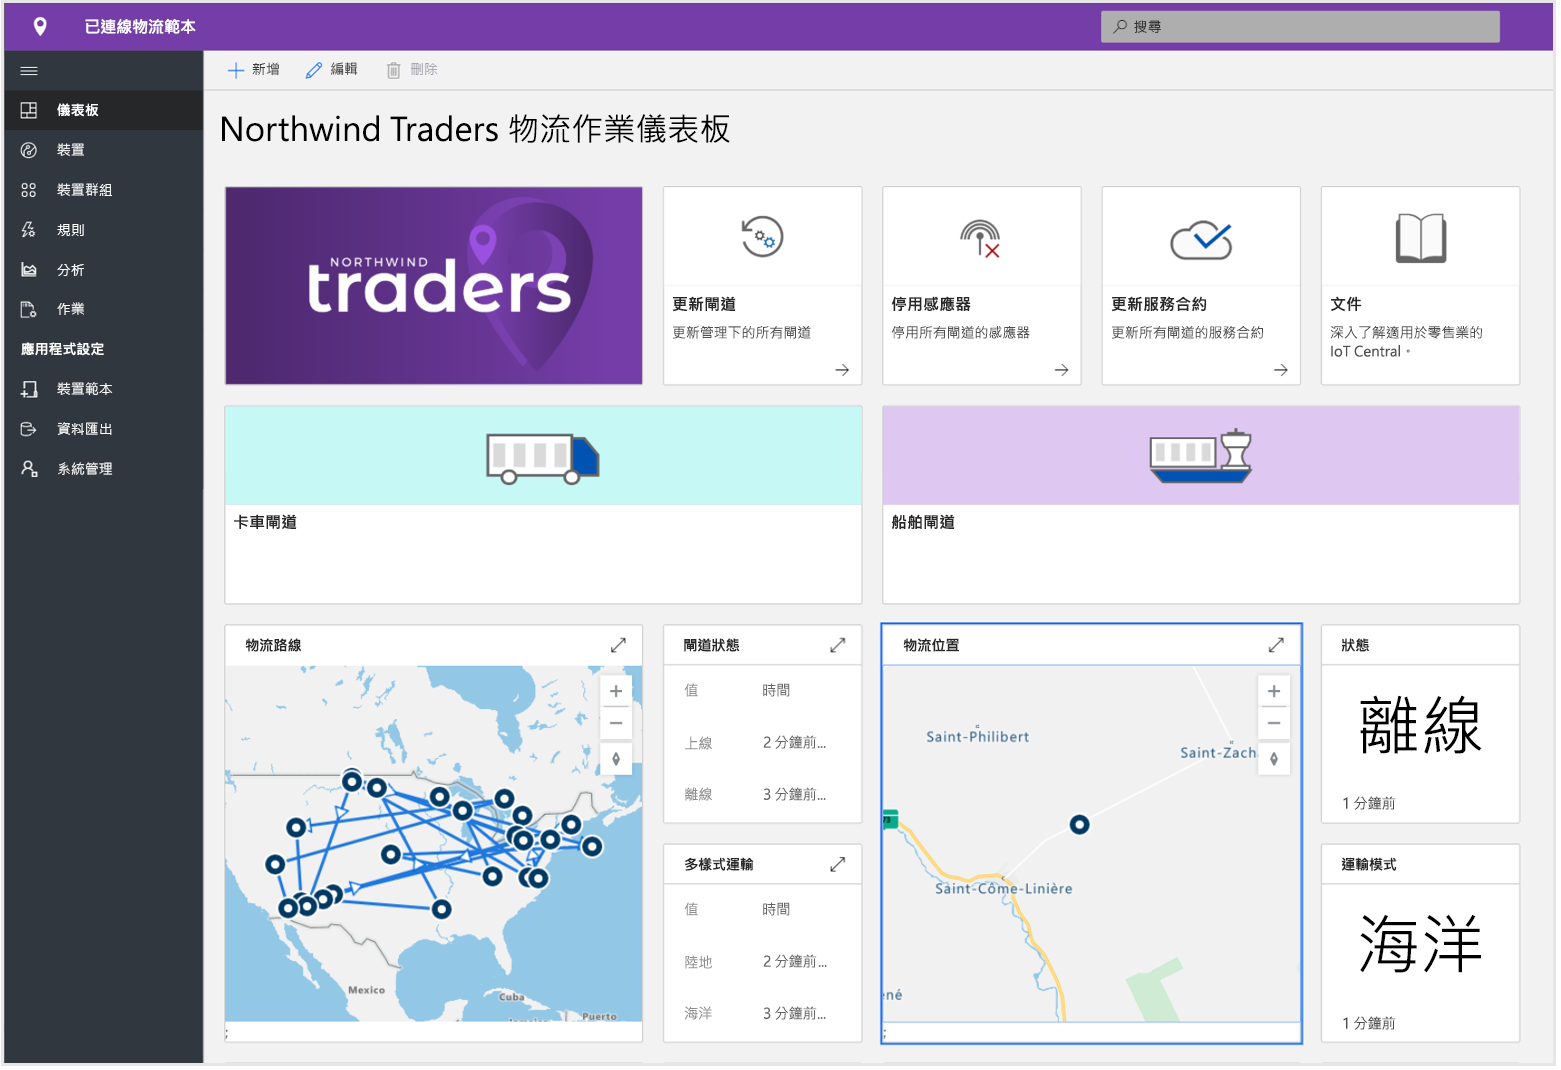 已連線物流範本
搜尋
新增
編輯
刪除
儀表板
裝置
裝置群組
規則
分析
作業
應用程式設定
裝置範本
資料匯出
系統管理
Northwind Traders 物流作業儀表板
NORTHWIND
traders
更新閘道
更新管理下的所有閘道
停用感應器
停用所有閘道的感應器
更新服務合約
更新所有閘道的服務合約
文件
深入了解適用於零售業的
IoT Central。
卡車閘道
船舶閘道
物流路線
Mexico
Cuba
Puerto
;
閘道狀態
值 時間
上線 2 分鐘前...
離線 3 分鐘前...
多樣式運輸
值 時間
陸地 2 分鐘前...
海洋 3 分鐘前...
物流位置
Saint-Philibert
Saint-Zach
73
Saint-Côme-Linière
né
;
狀態
離線
1 分鐘前
運輸模式
海洋
1 分鐘前